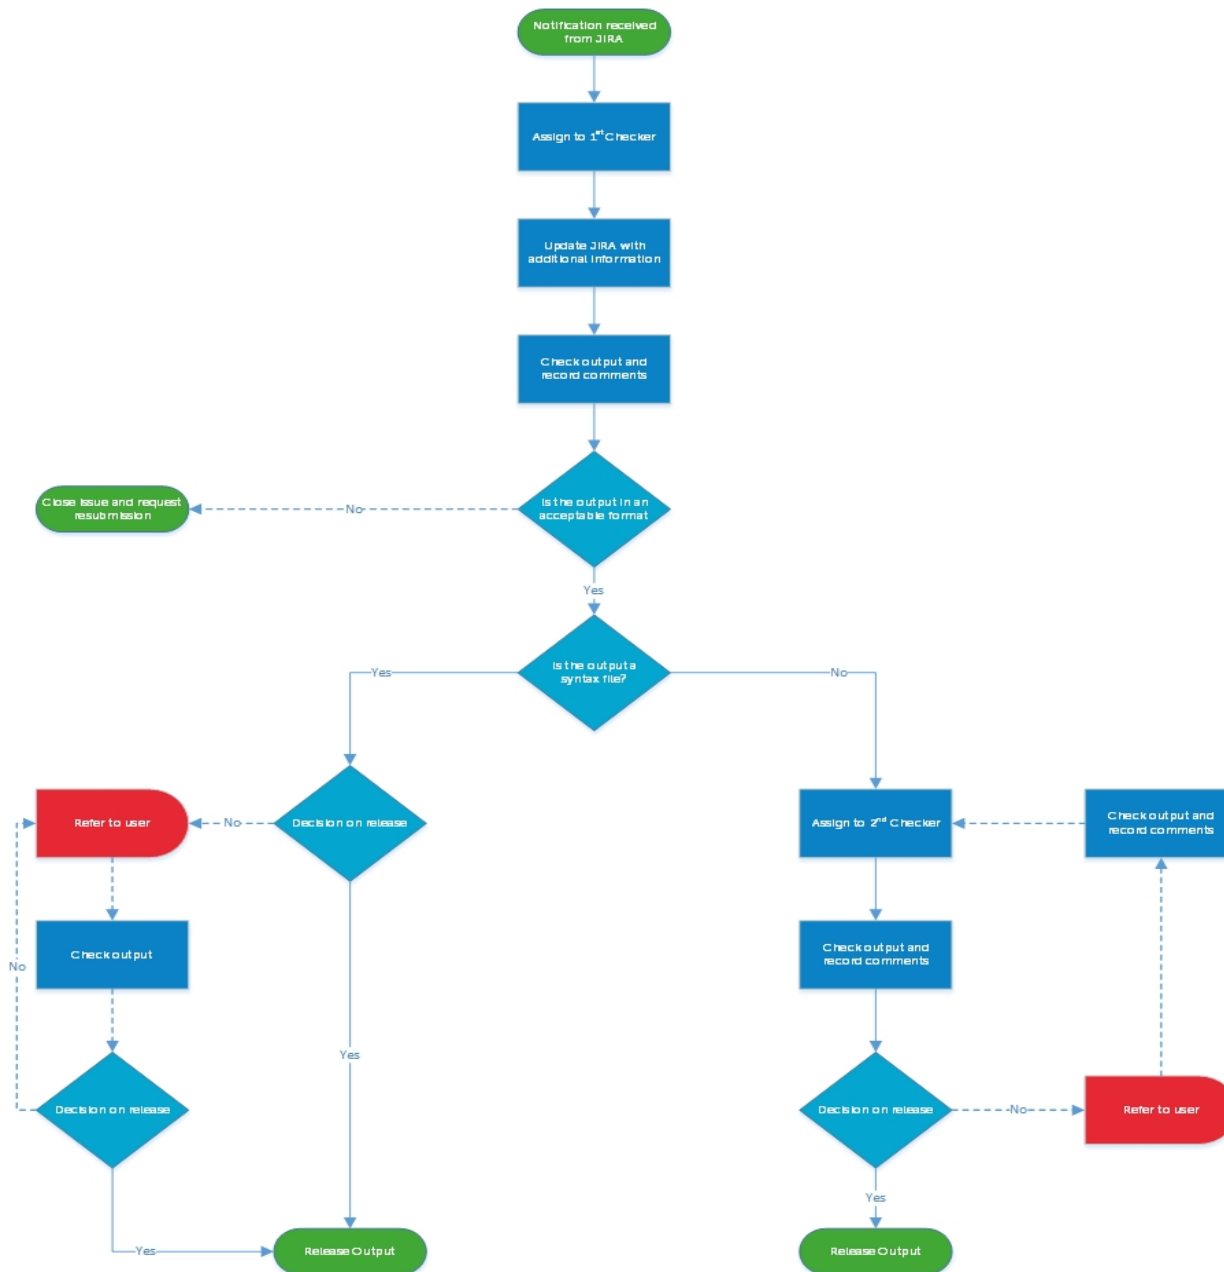 Notification received
from JIRA
Assign to 1st Checker
Update JIRA with
additional information
Check output and
record comments
Is the output in an
acceptable format
No
Close issue and request
resubmission
Yes
Is the output a
syntax file?
Yes
No
Decision on release
No
Refer to user
Assign to 2nd Checker
Check output and
record comments
Check output
No
Check output and
record comments
Yes
Decision on release
Decision on release
No
Refer to user
Yes
Yes
Release Output
Release Output